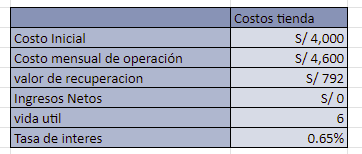 Costos tienda
Costo Inicial S/ 4,000
Costo mensual de operación S/ 4,600
valor de recuperacion S/ 792
Ingresos Netos S/ 0
vida util 6
Tasa de interes 0.65%